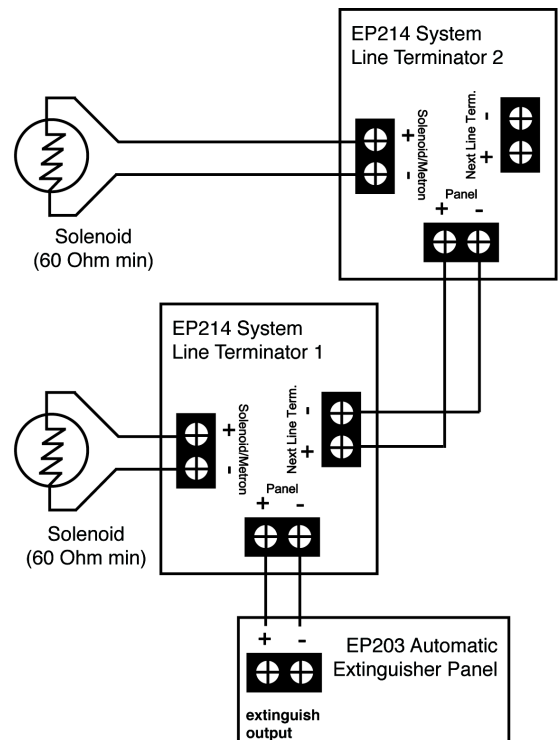 EP214 System
Line Terminator 2
+
-
Solenoid/Metron
Next Line Term.
-
+
Panel
+ -
Solenoid
(60 Ohm min)
EP214 System
Line Terminator 1
+
-
Solenoid/Metron
Next Line Term.
-
+
Panel
+ -
Solenoid
(60 Ohm min)
+ -
EP203 Automatic
Extinguisher Panel
extinguish
output